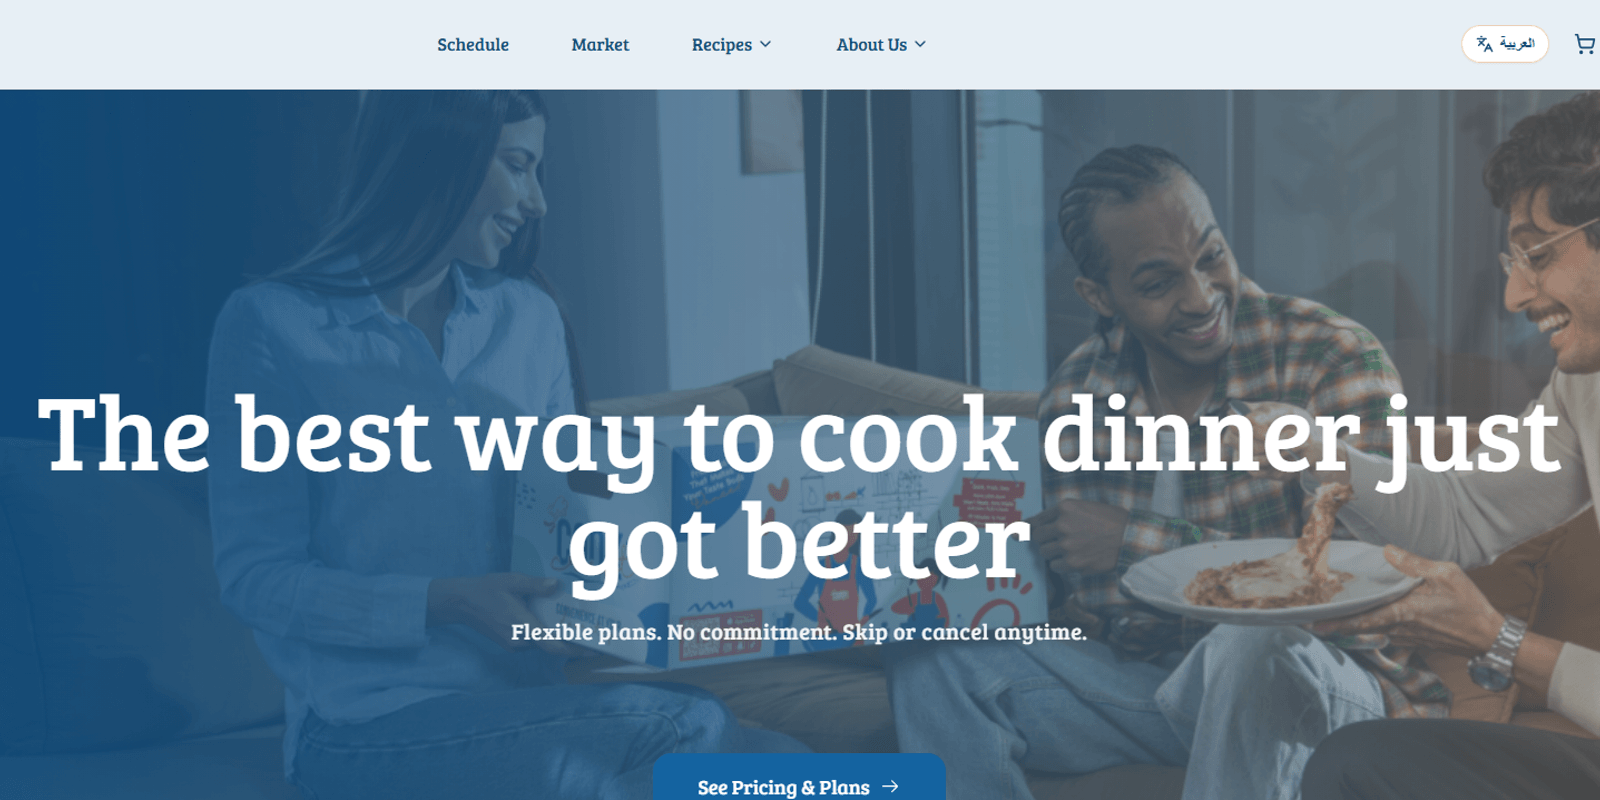 Schedule
Market
Recipes
About Us
العربية
The best way to cook dinner just
got better
Flexible plans. No commitment. Skip or cancel anytime.
See Pricing & Plans